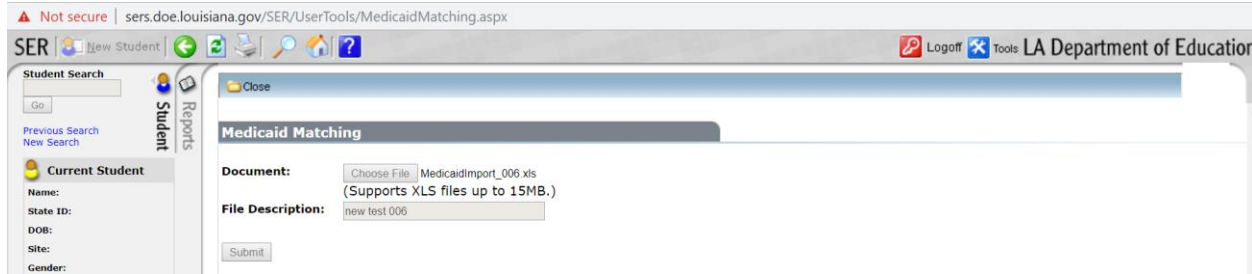 Not secure | sers.doe.louisiana.gov/SER/UserTools/MedicaidMatching.aspx
SER New Student ? Logoff Tools LA Department of Education
Student Search
Go
Previous Search
New Search
Student
Reports
Current Student
Name:
State ID:
DOB:
Site:
Gender:
Close
Medicaid Matching
Document: Choose File MedicaidImport_006.xls
(Supports XLS files up to 15MB.)
File Description: new test 006
Submit